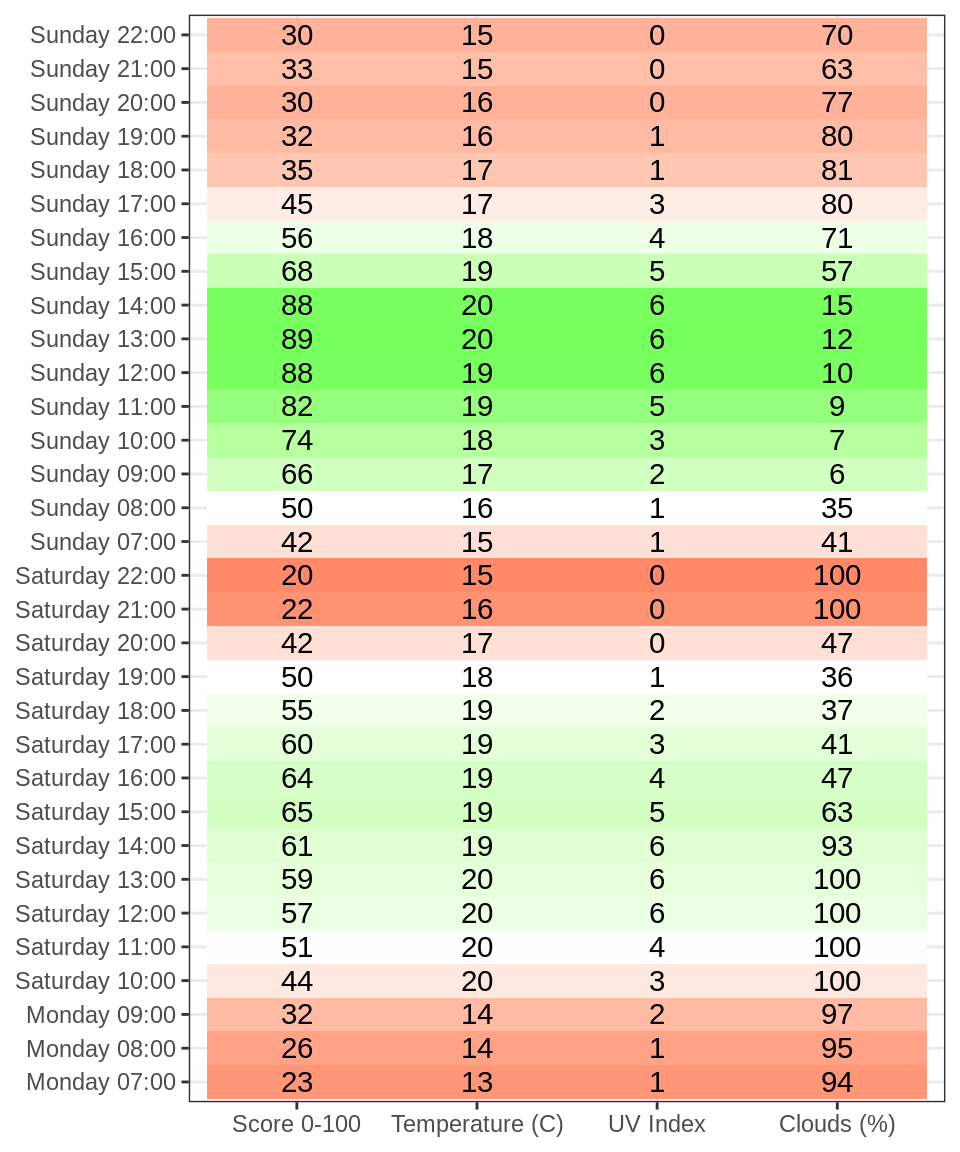 Sunday 22:00 30 15 0 70
Sunday 21:00 33 15 0 63
Sunday 20:00 30 16 0 77
Sunday 19:00 32 16 1 80
Sunday 18:00 35 17 1 81
Sunday 17:00 45 17 3 80
Sunday 16:00 56 18 4 71
Sunday 15:00 68 19 5 57
Sunday 14:00 88 20 6 15
Sunday 13:00 89 20 6 12
Sunday 12:00 88 19 6 10
Sunday 11:00 82 19 5 9
Sunday 10:00 74 18 3 7
Sunday 09:00 66 17 2 6
Sunday 08:00 50 16 1 35
Sunday 07:00 42 15 1 41
Saturday 22:00 20 15 0 100
Saturday 21:00 22 16 0 100
Saturday 20:00 42 17 0 47
Saturday 19:00 50 18 1 36
Saturday 18:00 55 19 2 37
Saturday 17:00 60 19 3 41
Saturday 16:00 64 19 4 47
Saturday 15:00 65 19 5 63
Saturday 14:00 61 19 6 93
Saturday 13:00 59 20 6 100
Saturday 12:00 57 20 6 100
Saturday 11:00 51 20 4 100
Saturday 10:00 44 20 3 100
Monday 09:00 32 14 2 97
Monday 08:00 26 14 1 95
Monday 07:00 23 13 1 94
Score 0-100 Temperature (C) UV Index Clouds (%)